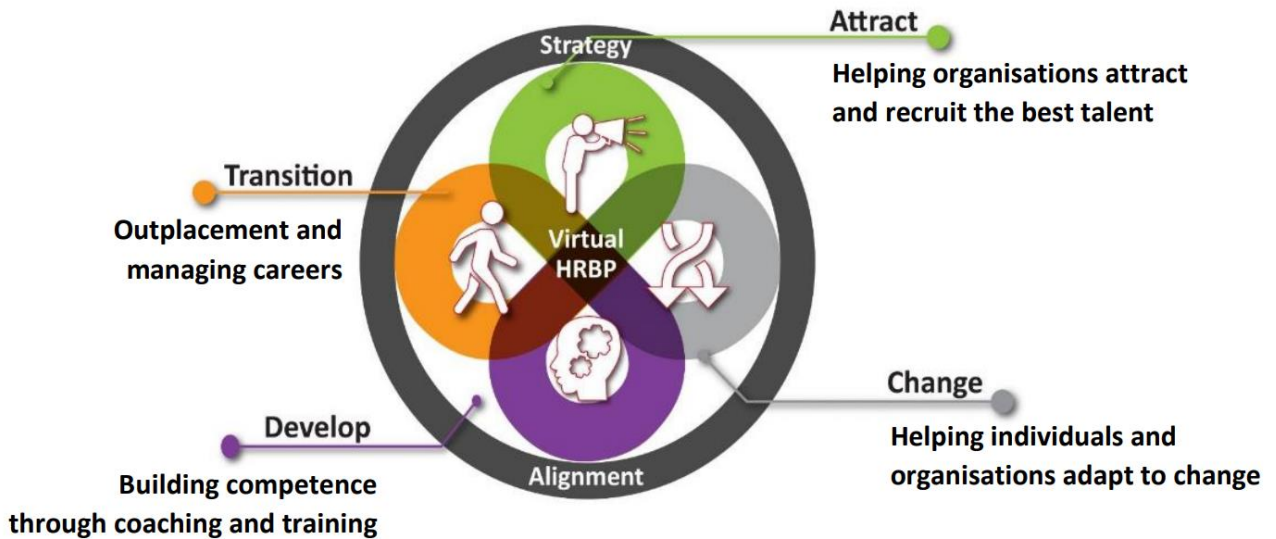 Attract
Strategy
Helping organisations attract
and recruit the best talent
Transition
Outplacement and
managing careers
Virtual
HRBP
Change
Helping individuals and
organisations adapt to change
Develop
Building competence
through coaching and training
Alignment